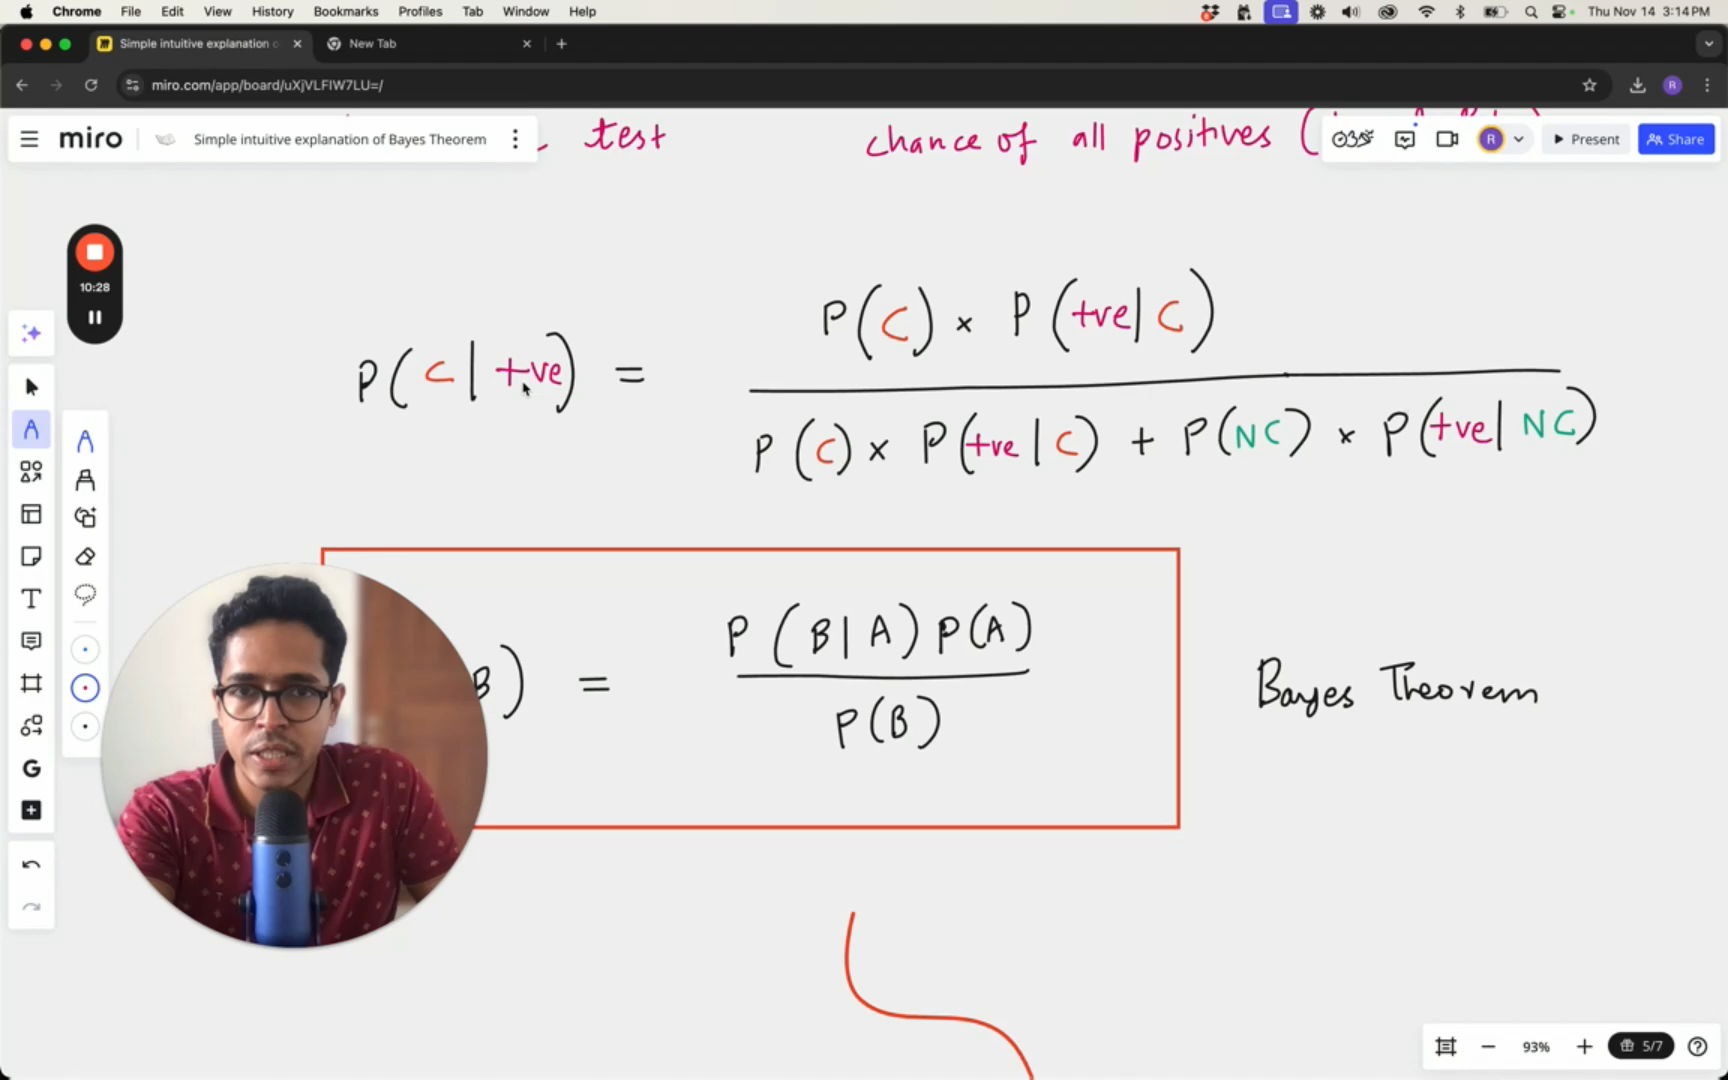 Chrome File Edit View History Bookmarks Profiles Tab Window Help Thu Nov 14 3:14 PM
Simple intuitive explanation o New Tab
miro.com/app/board/uXjVLFIW7LU=/ R
miro Simple intuitive explanation of Bayes Theorem R Present Share
test chance of all positives (
10:28
P(C) × P(+ve|C)
P(C|+ve) =
P(C) × P(+ve|C) + P(NC) × P(+ve|NC)
P(B|A)P(A)
B) = Bayes Theorem
P(B)
93% 5/7